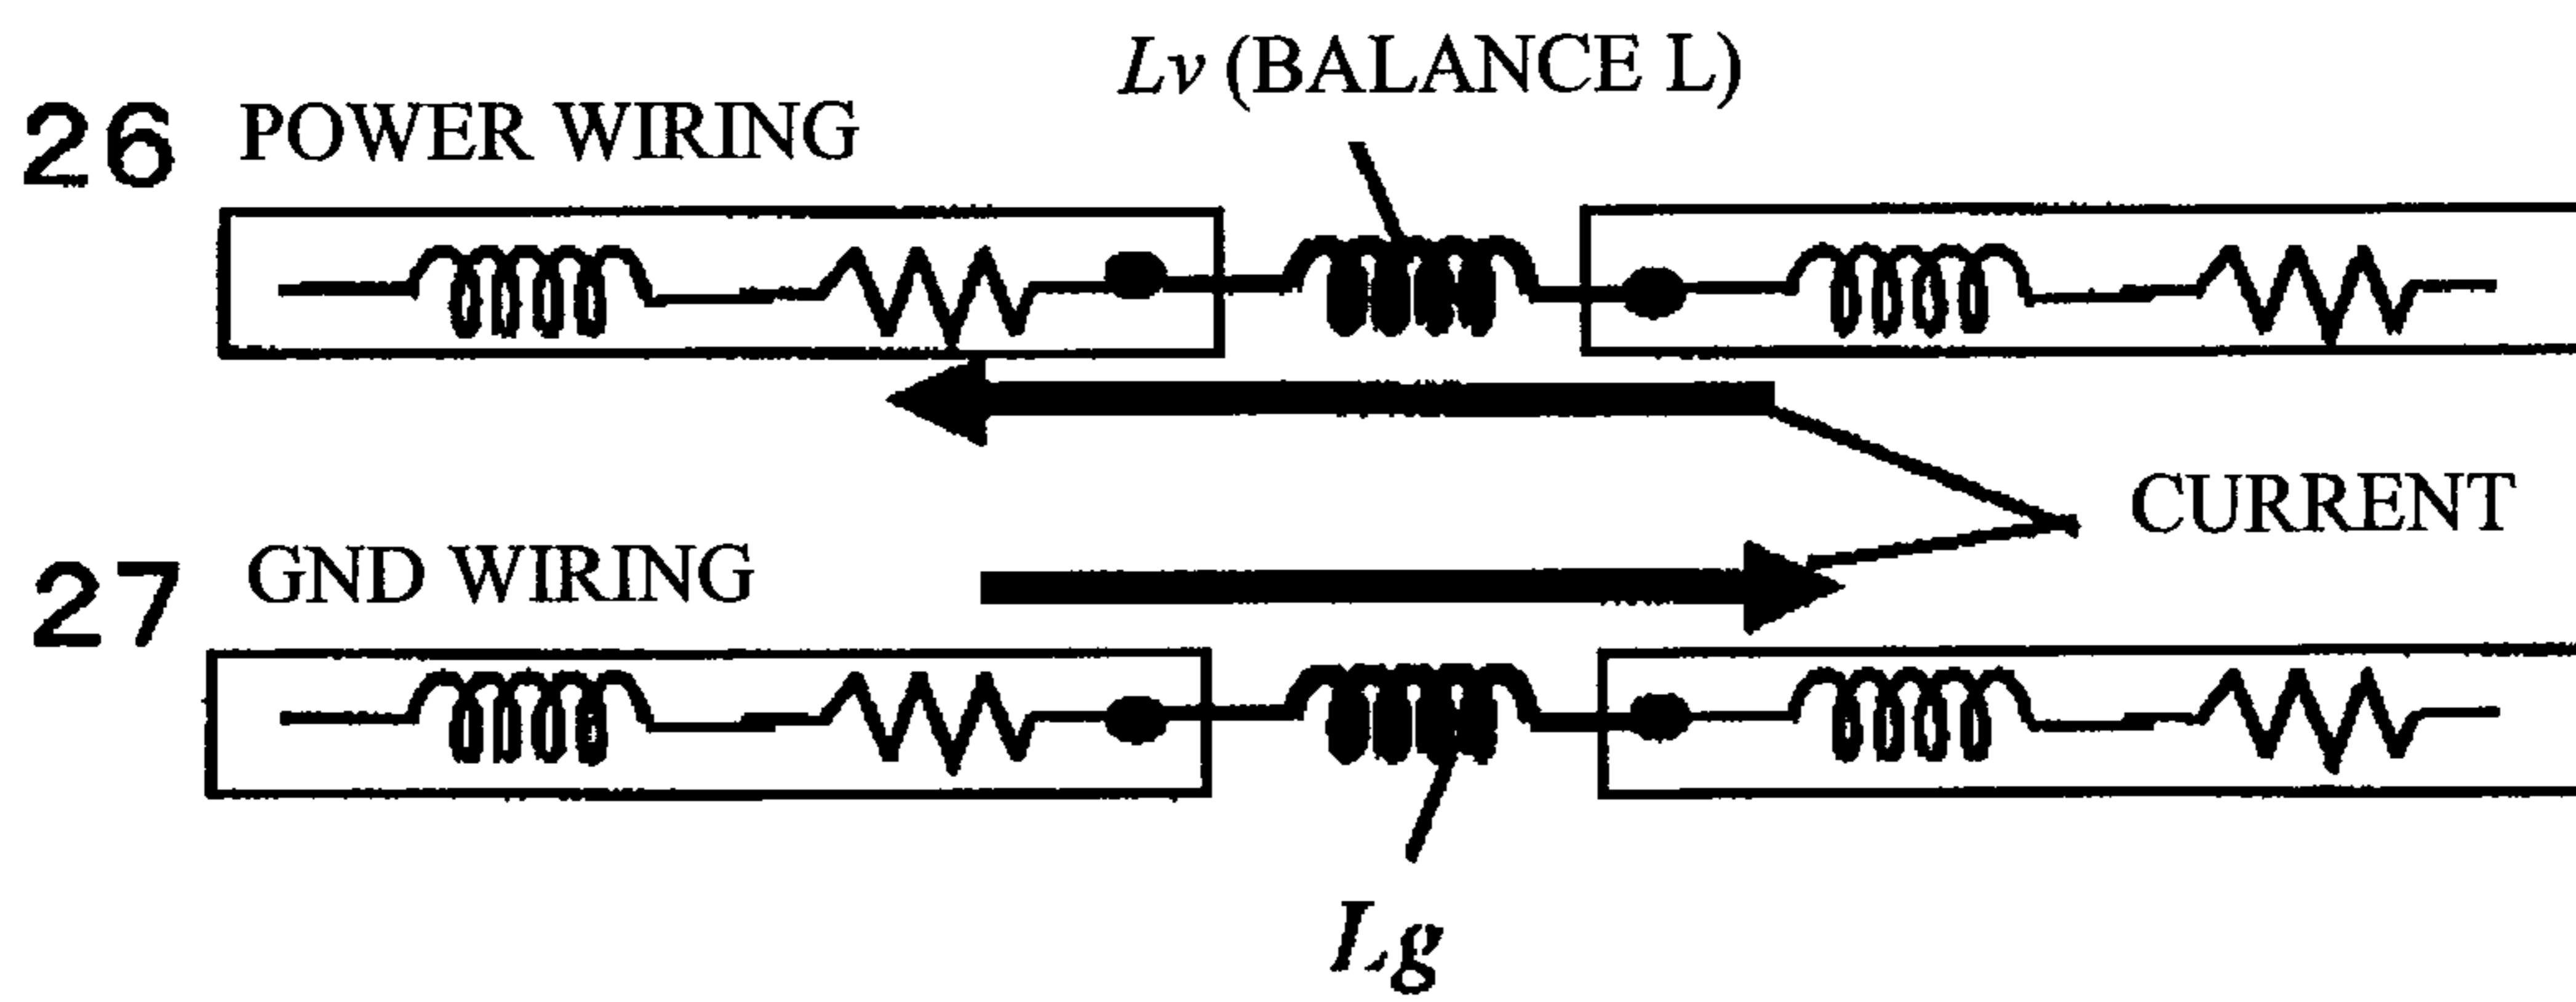 Lv (BALANCE L)
26 POWER WIRING
CURRENT
27 GND WIRING
Lg